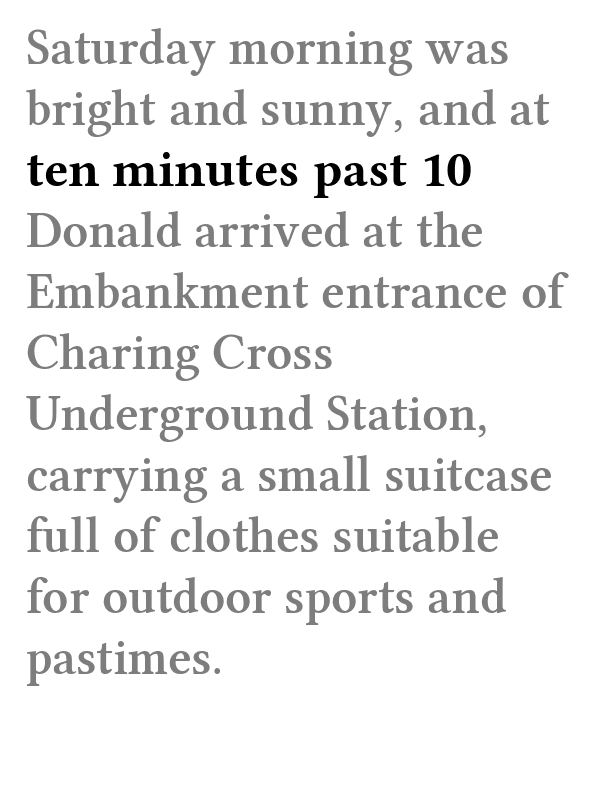 Saturday morning was
bright and sunny, and at
ten minutes past 10
Donald arrived at the
Embankment entrance of
Charing Cross
Underground Station,
carrying a small suitcase
full of clothes suitable
for outdoor sports and
pastimes.